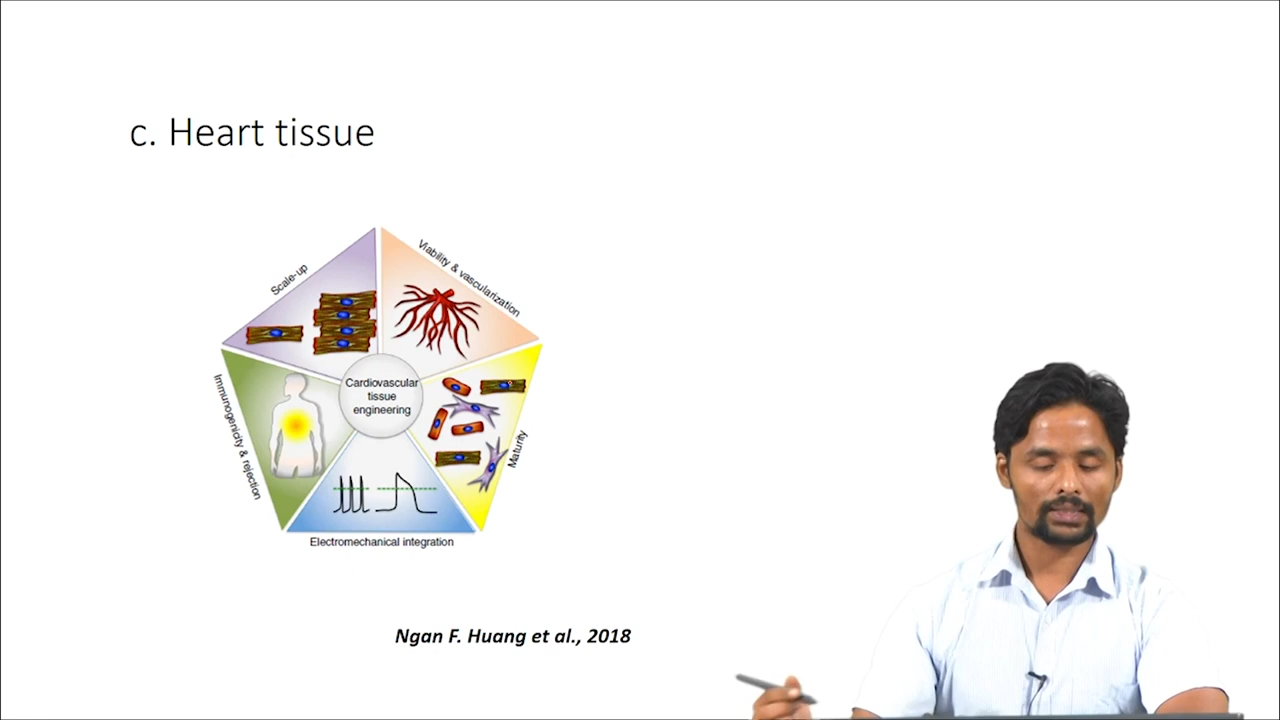 c. Heart tissue
Scale-up
Viability & vascularization
Cardiovascular
tissue
engineering
Immunogenicity & rejection
Maturity
Electromechanical integration
Ngan F. Huang et al., 2018